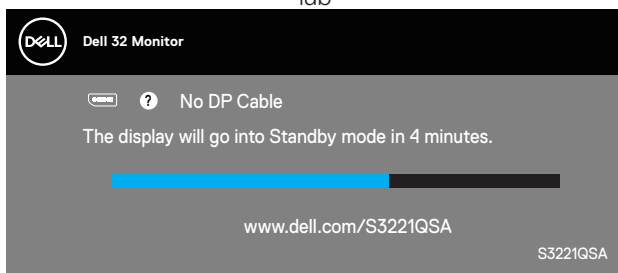 lub
DELL
Dell 32 Monitor
? No DP Cable
The display will go into Standby mode in 4 minutes.
www.dell.com/S3221QSA
S3221QSA